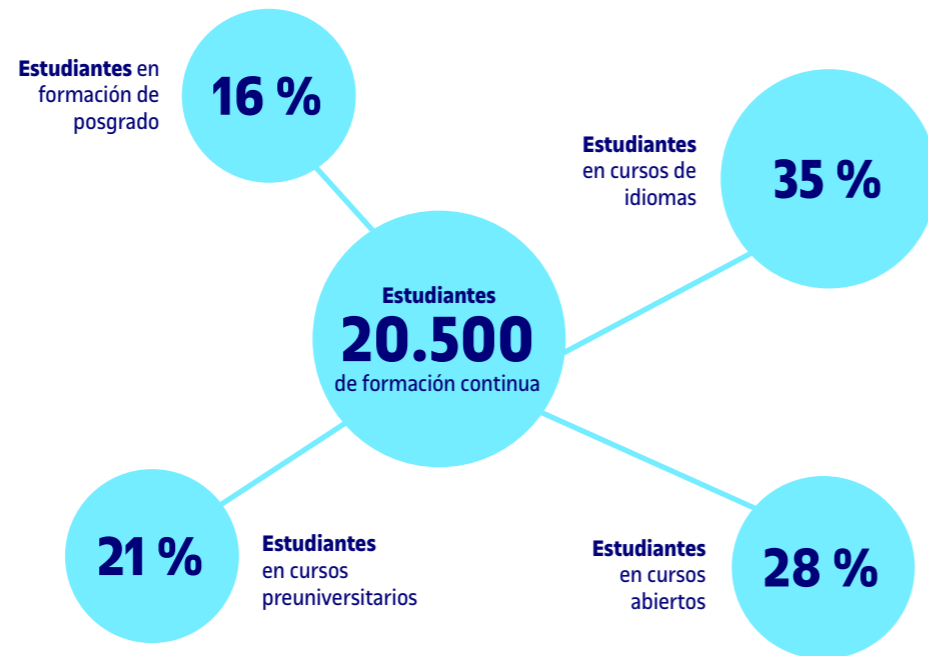 Estudiantes en
formación de
posgrado
16 %
Estudiantes
en cursos de
idiomas
35 %
Estudiantes
20.500
de formación continua
21 %
Estudiantes
en cursos
preuniversitarios
Estudiantes
en cursos
abiertos
28 %